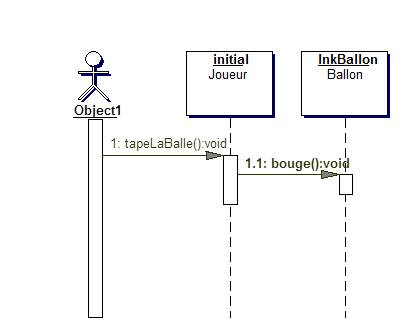 initial
Joueur
lnkBallon
Ballon
Object1
1: tapeLaBalle():void
1.1: bouge():void